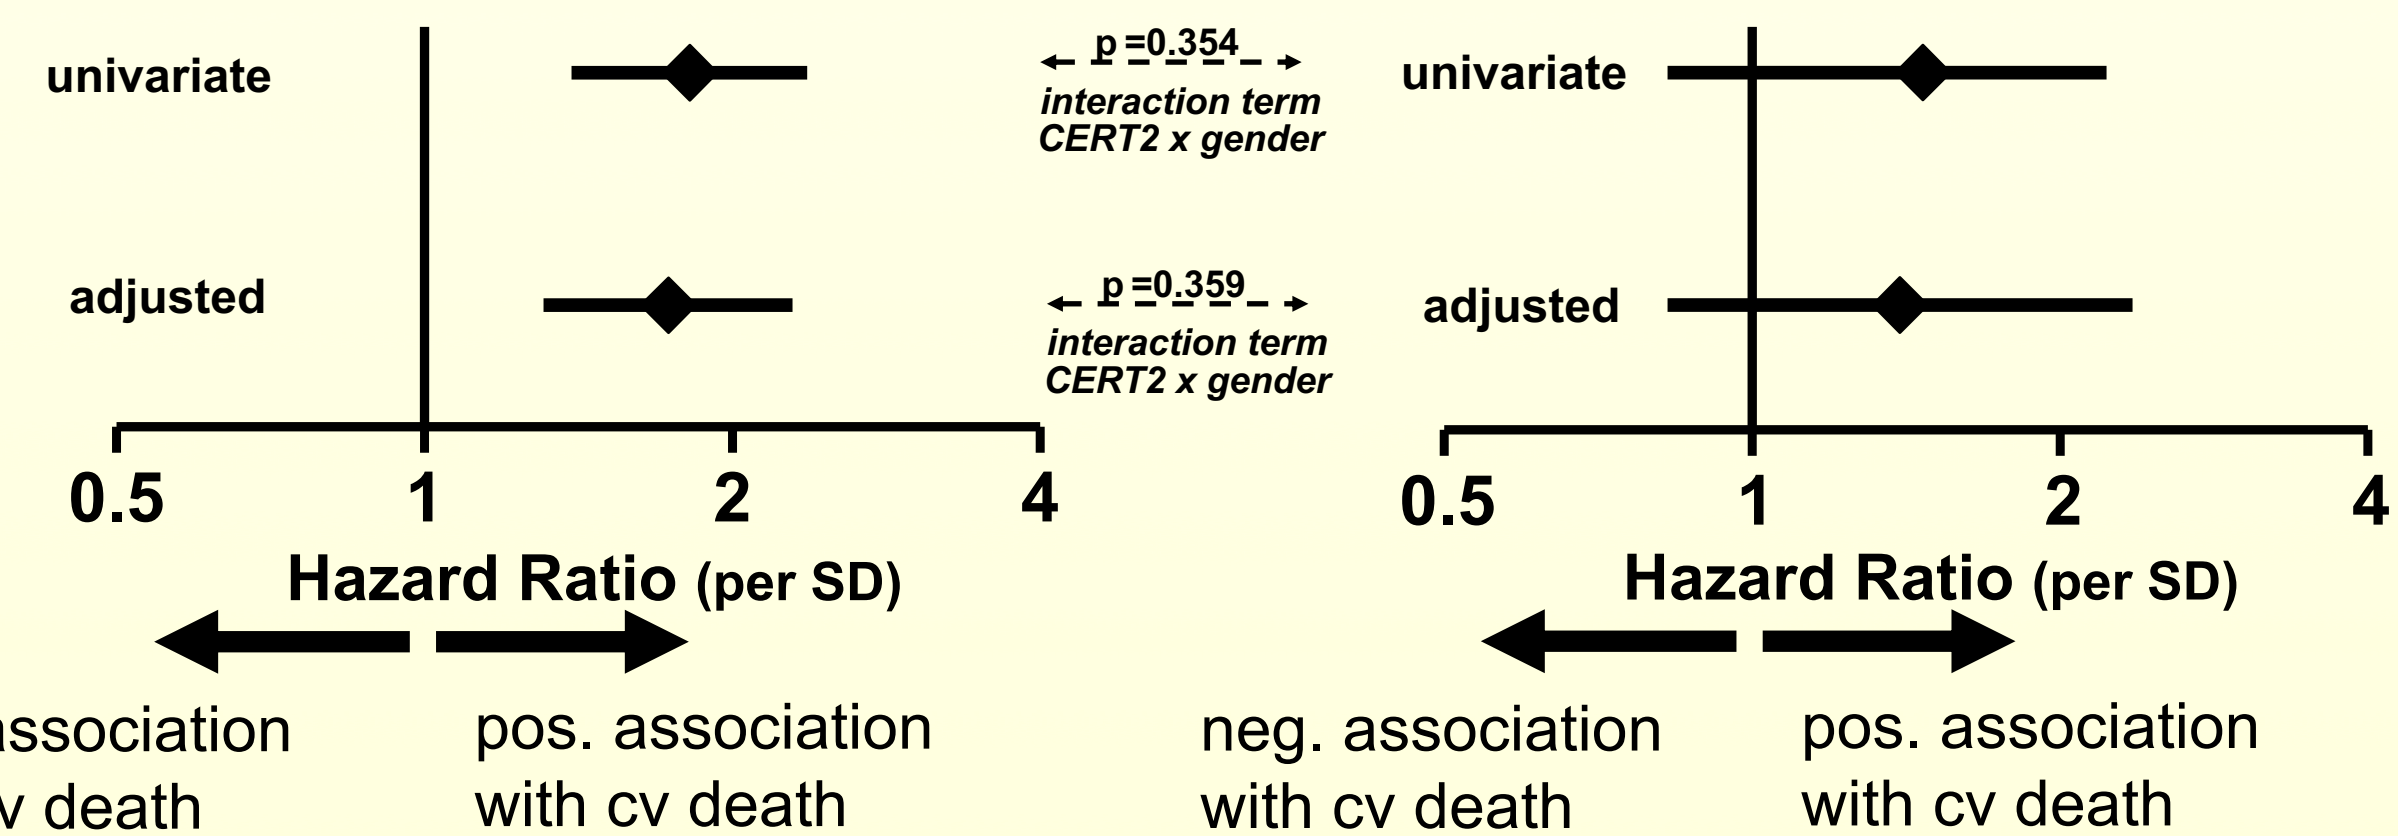 univariate
p =0.354
interaction term
CERT2 x gender
univariate
adjusted
p =0.359
interaction term
CERT2 x gender
adjusted
0.5 1 2 4
0.5 1 2 4
Hazard Ratio (per SD)
Hazard Ratio (per SD)
association
pos. association
neg. association
pos. association
death
with cv death
with cv death
with cv death